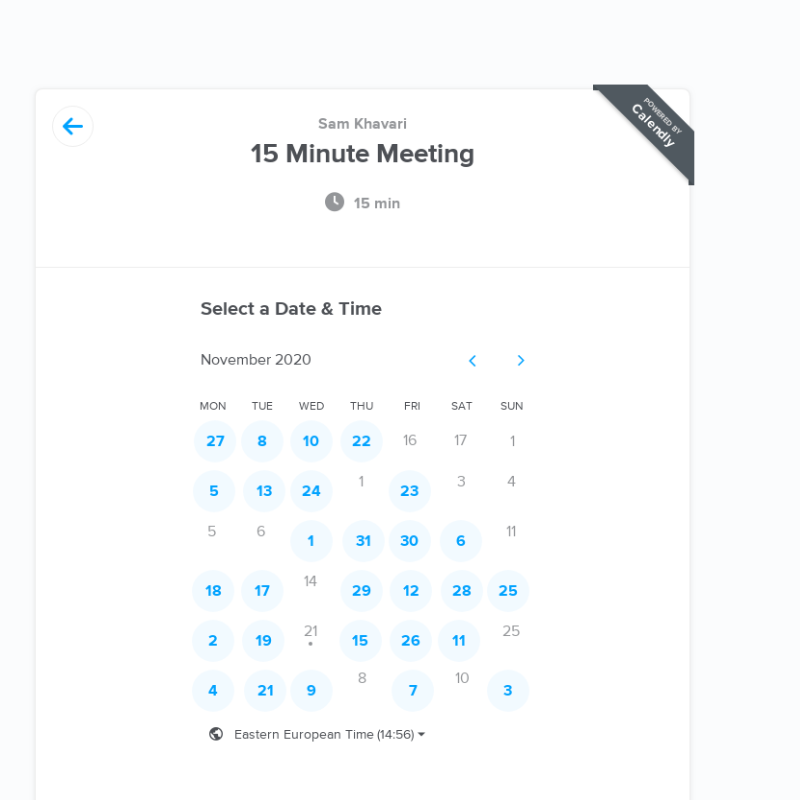 POWERED BY
Calendly
Sam Khavari
15 Minute Meeting
15 min
Select a Date & Time
November 2020
MON TUE WED THU FRI SAT SUN
27 8 10 22 16 17 1
5 13 24 1 23 3 4
5 6 1 31 30 6 11
18 17 14 29 12 28 25
2 19 21 15 26 11 25
4 21 9 8 7 10 3
Eastern European Time (14:56)